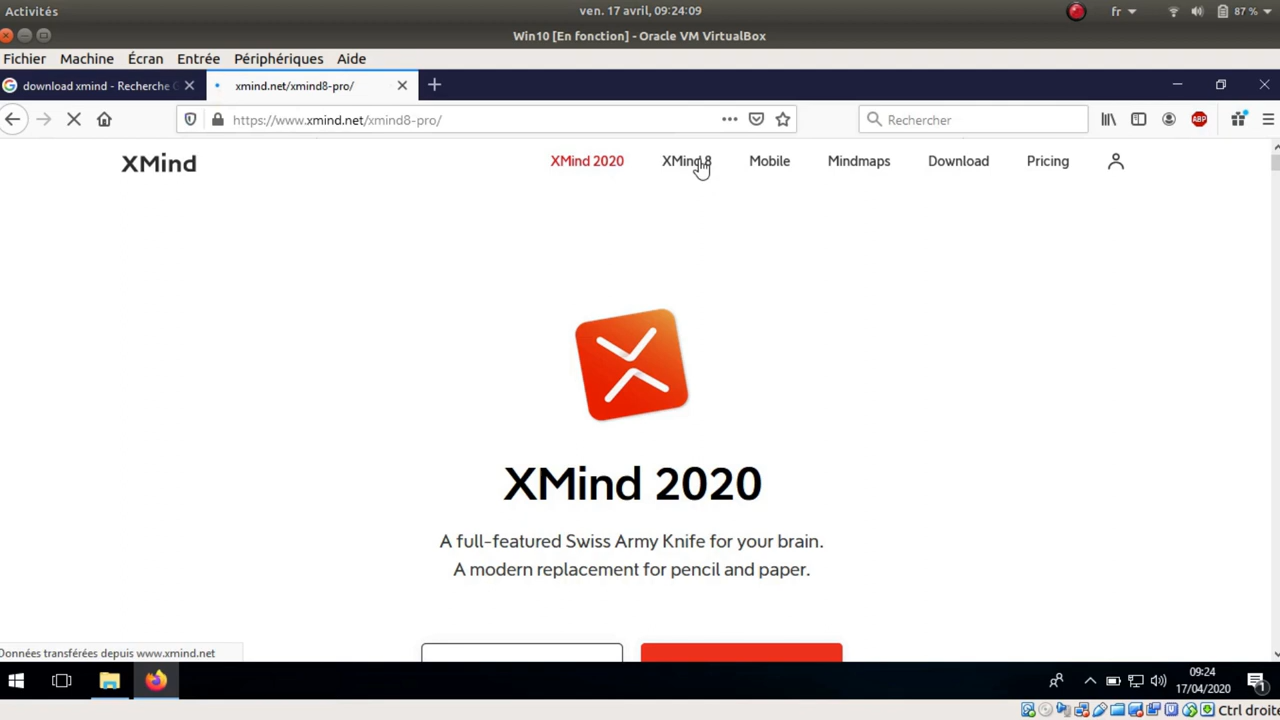 Activités
ven. 17 avril, 09:24:09
fr
87 %
Win10 [En fonction] - Oracle VM VirtualBox
Fichier Machine Écran Entrée Périphériques Aide
download xmind - Recherche G
xmind.net/xmind8-pro/
https://www.xmind.net/xmind8-pro/
Rechercher
ABP
XMind
XMind 2020 XMind 8 Mobile Mindmaps Download Pricing
XMind 2020
A full-featured Swiss Army Knife for your brain.
A modern replacement for pencil and paper.
Données transférées depuis www.xmind.net
09:24
17/04/2020
1
Ctrl droite